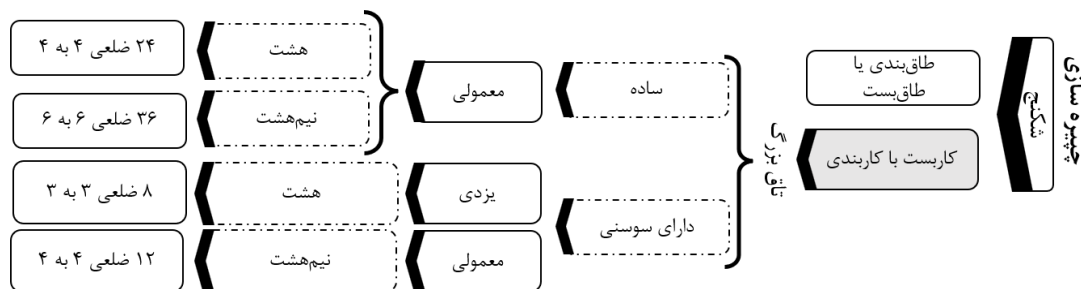 چپیره سازی
شکنج
طاق‌بندی یا
طاق‌بست
کاربست با کاربندی
تاق بزرگ
ساده
دارای سوسنی
معمولی
یزدی
معمولی
هشت
نیم‌هشت
هشت
نیم‌هشت
۲۴ ضلعی ۴ به ۴
۳۶ ضلعی ۶ به ۶
۸ ضلعی ۳ به ۳
۱۲ ضلعی ۴ به ۴